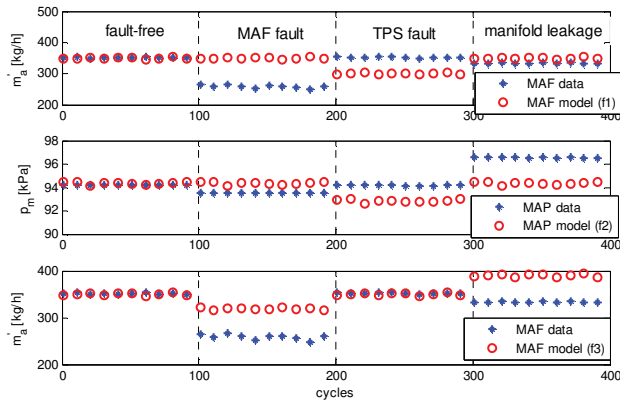 fault-free MAF fault TPS fault manifold leakage
500
400
300
200
ṁₐ [kg/h]
0 100 200 300 400
MAF data
MAF model (f1)
98
96
94
92
90
pₘ [kPa]
0 100 200 300 400
MAP data
MAP model (f2)
400
300
200
ṁₐ [kg/h]
0 100 200 300 400
MAF data
MAF model (f3)
cycles